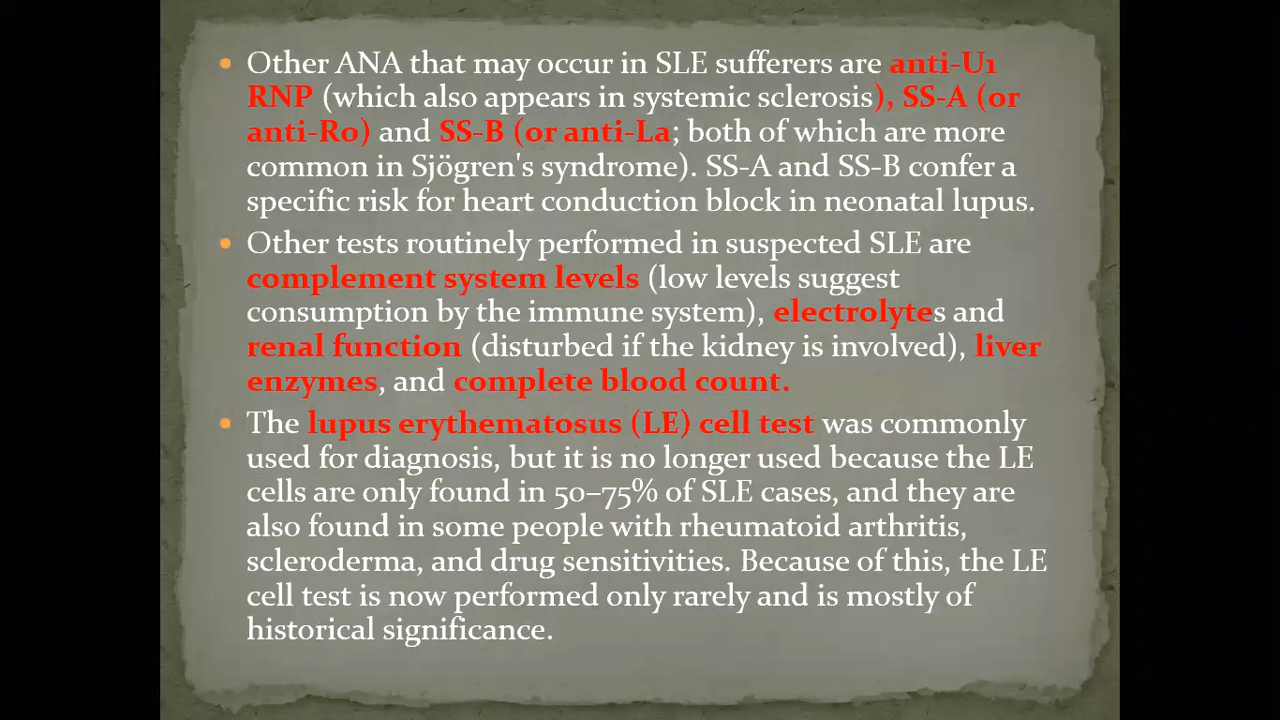 • Other ANA that may occur in SLE sufferers are anti-U1
RNP (which also appears in systemic sclerosis), SS-A (or
anti-Ro) and SS-B (or anti-La; both of which are more
common in Sjögren's syndrome). SS-A and SS-B confer a
specific risk for heart conduction block in neonatal lupus.
• Other tests routinely performed in suspected SLE are
complement system levels (low levels suggest
consumption by the immune system), electrolytes and
renal function (disturbed if the kidney is involved), liver
enzymes, and complete blood count.
• The lupus erythematosus (LE) cell test was commonly
used for diagnosis, but it is no longer used because the LE
cells are only found in 50–75% of SLE cases, and they are
also found in some people with rheumatoid arthritis,
scleroderma, and drug sensitivities. Because of this, the LE
cell test is now performed only rarely and is mostly of
historical significance.